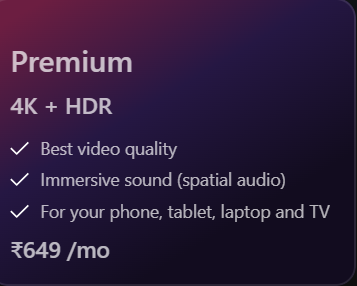 Premium
4K + HDR
Best video quality
Immersive sound (spatial audio)
For your phone, tablet, laptop and TV
₹649 /mo